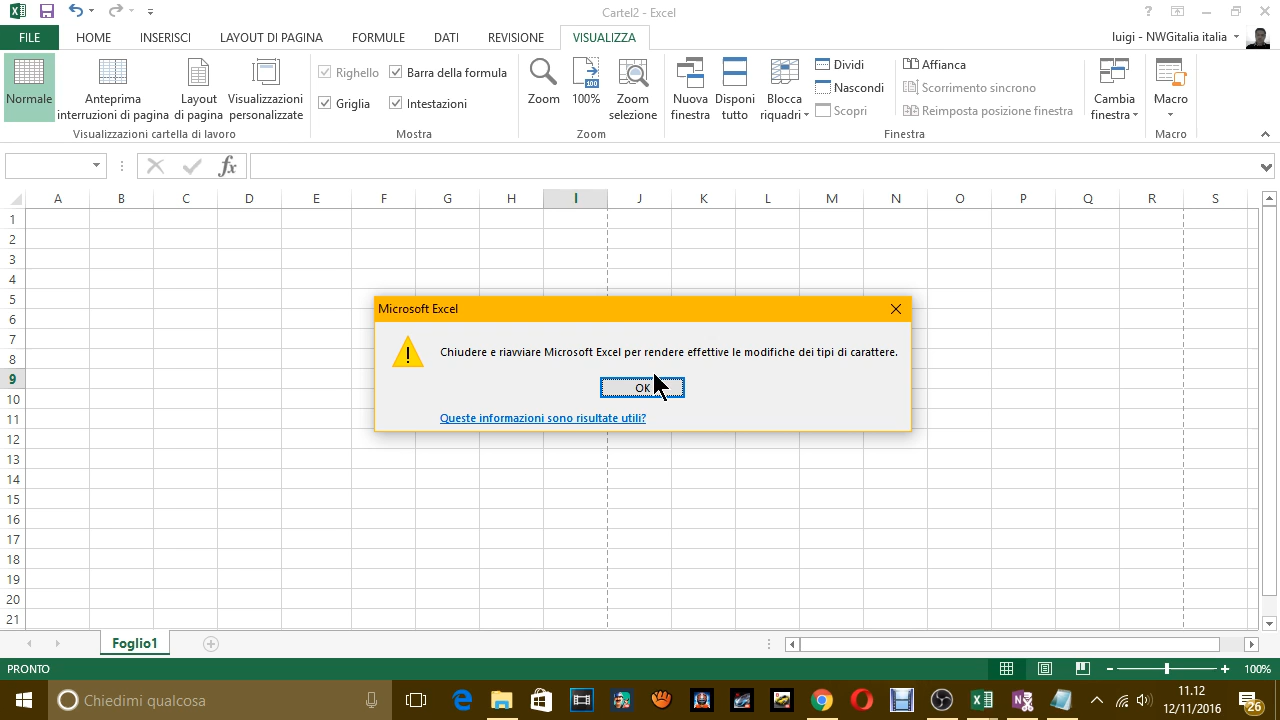 Cartel2 - Excel
?
FILE HOME INSERISCI LAYOUT DI PAGINA FORMULE DATI REVISIONE VISUALIZZA luigi - NWGitalia italia
Normale
Anteprima interruzioni di pagina
Layout di pagina
Visualizzazioni personalizzate
Visualizzazioni cartella di lavoro
Righello
Barra della formula
Griglia
Intestazioni
Mostra
Zoom
100
100%
Zoom selezione
Zoom
Nuova finestra
Disponi tutto
Blocca riquadri
Dividi
Nascondi
Scopri
Affianca
Scorrimento sincrono
Reimposta posizione finestra
Finestra
Cambia finestra
Macro
Macro
fx
A B C D E F G H I J K L M N O P Q R S
1
2
3
4
5
6
7
8
9
10
11
12
13
14
15
16
17
18
19
20
21
Microsoft Excel
Chiudere e riavviare Microsoft Excel per rendere effettive le modifiche dei tipi di carattere.
OK
Queste informazioni sono risultate utili?
Foglio1
PRONTO
100%
Chiedimi qualcosa
11.12
12/11/2016
26